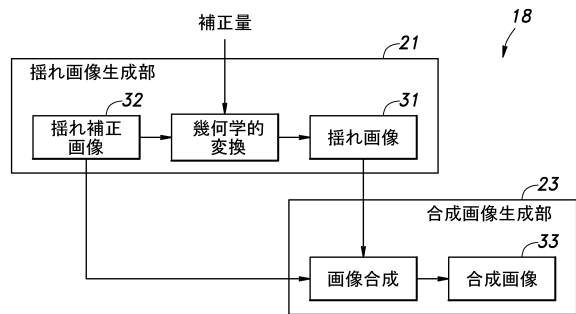 補正量
18
21
揺れ画像生成部
32
31
揺れ補正
画像
幾何学的
変換
揺れ画像
23
合成画像生成部
33
画像合成
合成画像